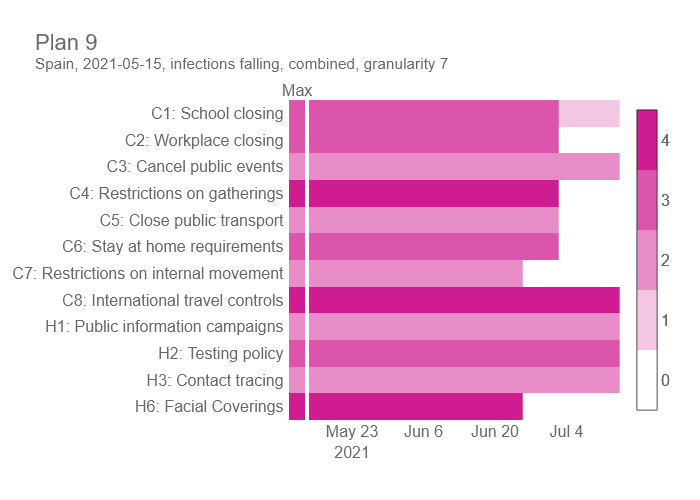 Plan 9
Spain, 2021-05-15, infections falling, combined, granularity 7
Max
C1: School closing
C2: Workplace closing
C3: Cancel public events
C4: Restrictions on gatherings
C5: Close public transport
C6: Stay at home requirements
C7: Restrictions on internal movement
C8: International travel controls
H1: Public information campaigns
H2: Testing policy
H3: Contact tracing
H6: Facial Coverings
4
3
2
1
0
May 23 Jun 6 Jun 20 Jul 4
2021